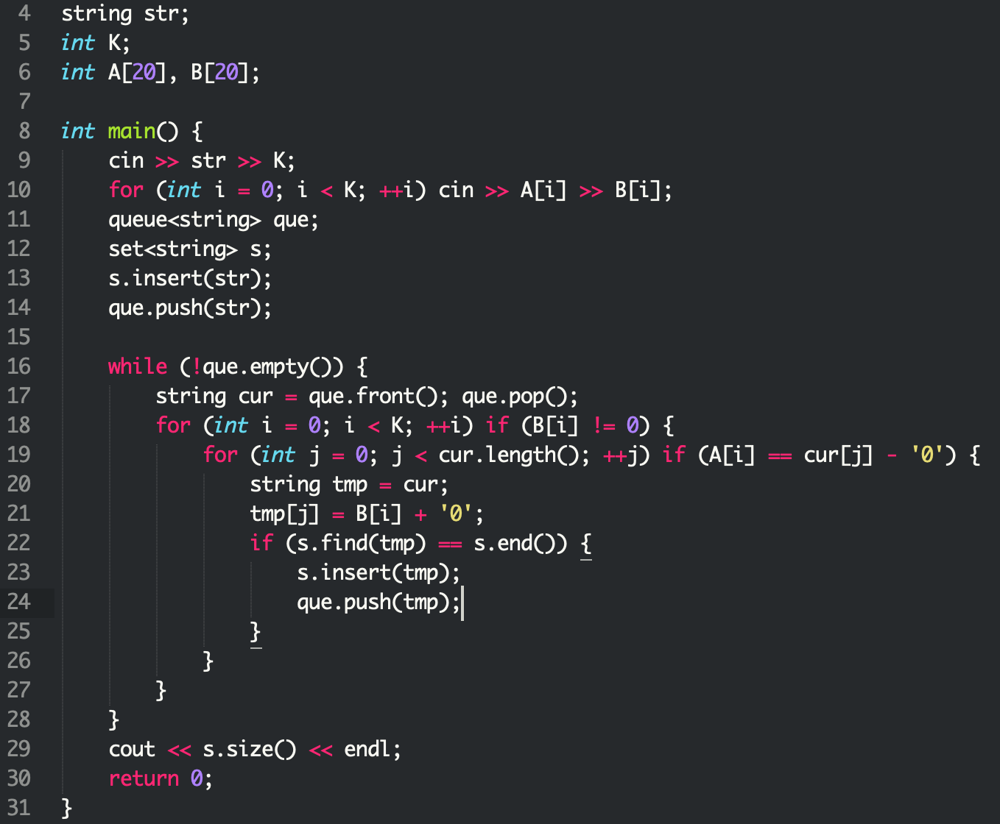 4 string str;
5 int K;
6 int A[20], B[20];
7
8 int main() {
9     cin >> str >> K;
10     for (int i = 0; i < K; ++i) cin >> A[i] >> B[i];
11     queue<string> que;
12     set<string> s;
13     s.insert(str);
14     que.push(str);
15
16     while (!que.empty()) {
17         string cur = que.front(); que.pop();
18         for (int i = 0; i < K; ++i) if (B[i] != 0) {
19             for (int j = 0; j < cur.length(); ++j) if (A[i] == cur[j] - '0') {
20                 string tmp = cur;
21                 tmp[j] = B[i] + '0';
22                 if (s.find(tmp) == s.end()) {
23                     s.insert(tmp);
24                     que.push(tmp);
25                 }
26             }
27         }
28     }
29     cout << s.size() << endl;
30     return 0;
31 }